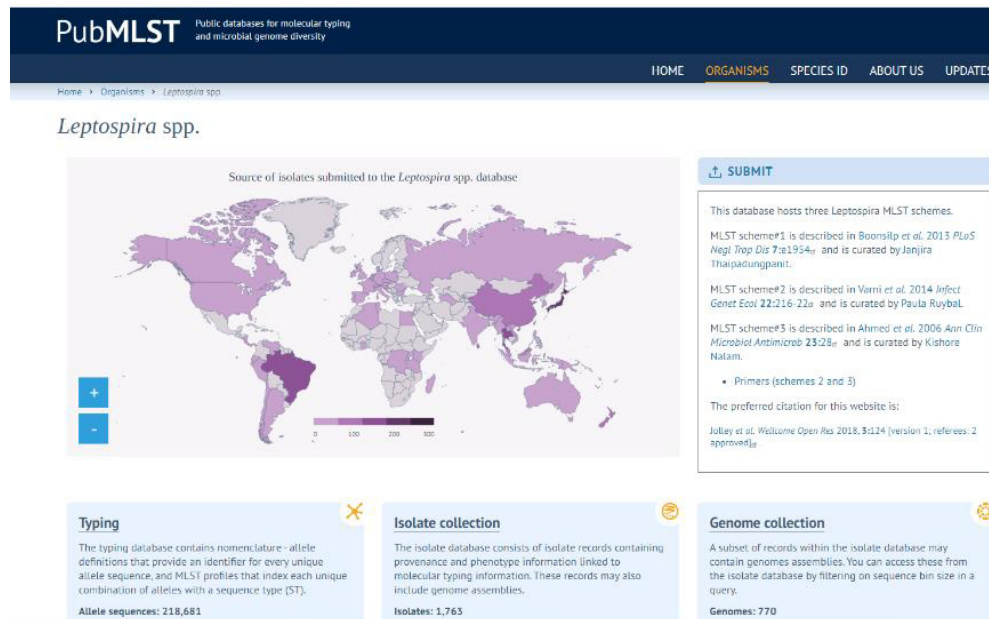 PubMLST
Public databases for molecular typing
and microbial genome diversity
HOME ORGANISMS SPECIES ID ABOUT US UPDATES
Home > Organisms > Leptospira spp.
Leptospira spp.
Source of isolates submitted to the Leptospira spp. database
+
-
0 100 200 300
SUBMIT
This database hosts three Leptospira MLST schemes.
MLST scheme#1 is described in Boonsilp et al. 2013 PLoS
Negl Trop Dis 7:e1954 and is curated by Janjira
Thaipadungpanit.
MLST scheme#2 is described in Varni et al. 2014 Infect
Genet Ecol 22:216-22 and is curated by Paula Ruybal.
MLST scheme#3 is described in Ahmed et al. 2006 Ann Clin
Microbiol Antimicrob 23:28 and is curated by Kishore
Nalam.
• Primers (schemes 2 and 3)
The preferred citation for this website is:
Jolley et al. Wellcome Open Res 2018, 3:124 [version 1; referees: 2
approved]
Typing
The typing database contains nomenclature - allele
definitions that provide an identifier for every unique
allele sequence, and MLST profiles that index each unique
combination of alleles with a sequence type (ST).
Allele sequences: 218,681
Isolate collection
The isolate database consists of isolate records containing
provenance and phenotype information linked to
molecular typing information. These records may also
include genome assemblies.
Isolates: 1,763
Genome collection
A subset of records within the isolate database may
contain genomes assemblies. You can access these from
the isolate database by filtering on sequence bin size in a
query.
Genomes: 770